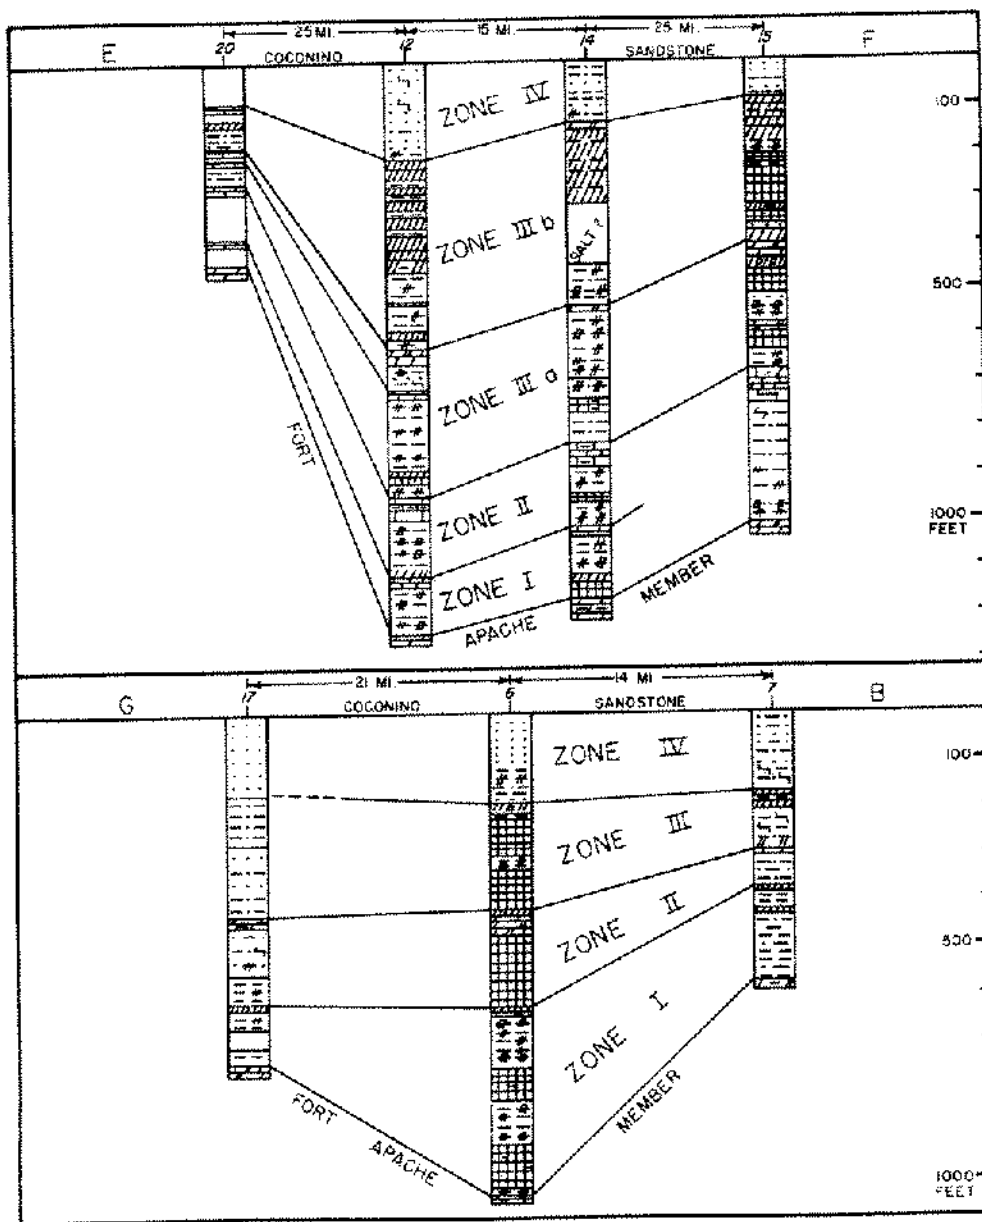 25 MI. 15 MI. 25 MI.
E 20 COCONINO 12 14 SANDSTONE 15 F
ZONE IV
100
ZONE III b
SALT ?
500
ZONE III a
FORT
ZONE II
1000
FEET
ZONE I
MEMBER
APACHE
21 MI. 14 MI
G 17 COCONINO 6 SANDSTONE 7 B
ZONE IV
100
ZONE III
ZONE II
500
ZONE I
FORT
MEMBER
APACHE
1000
FEET